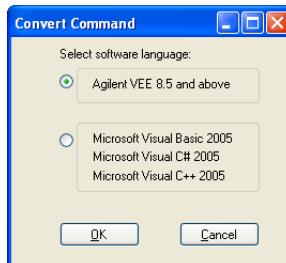 Convert Command
Select software language:
Agilent VEE 8.5 and above
Microsoft Visual Basic 2005
Microsoft Visual C# 2005
Microsoft Visual C++ 2005
OK
Cancel